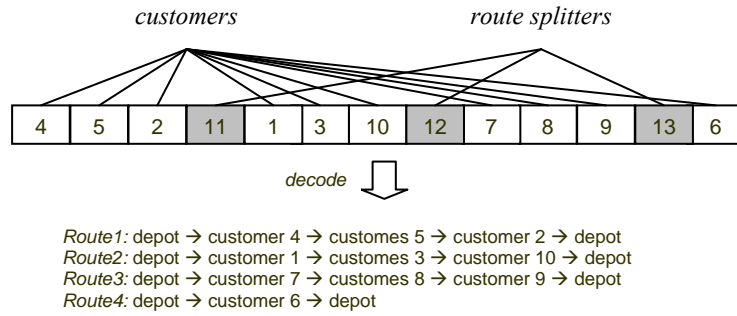 customers route splitters
4 5 2 11 1 3 10 12 7 8 9 13 6
decode
Route1: depot → customer 4 → customes 5 → customer 2 → depot
Route2: depot → customer 1 → customes 3 → customer 10 → depot
Route3: depot → customer 7 → customes 8 → customer 9 → depot
Route4: depot → customer 6 → depot